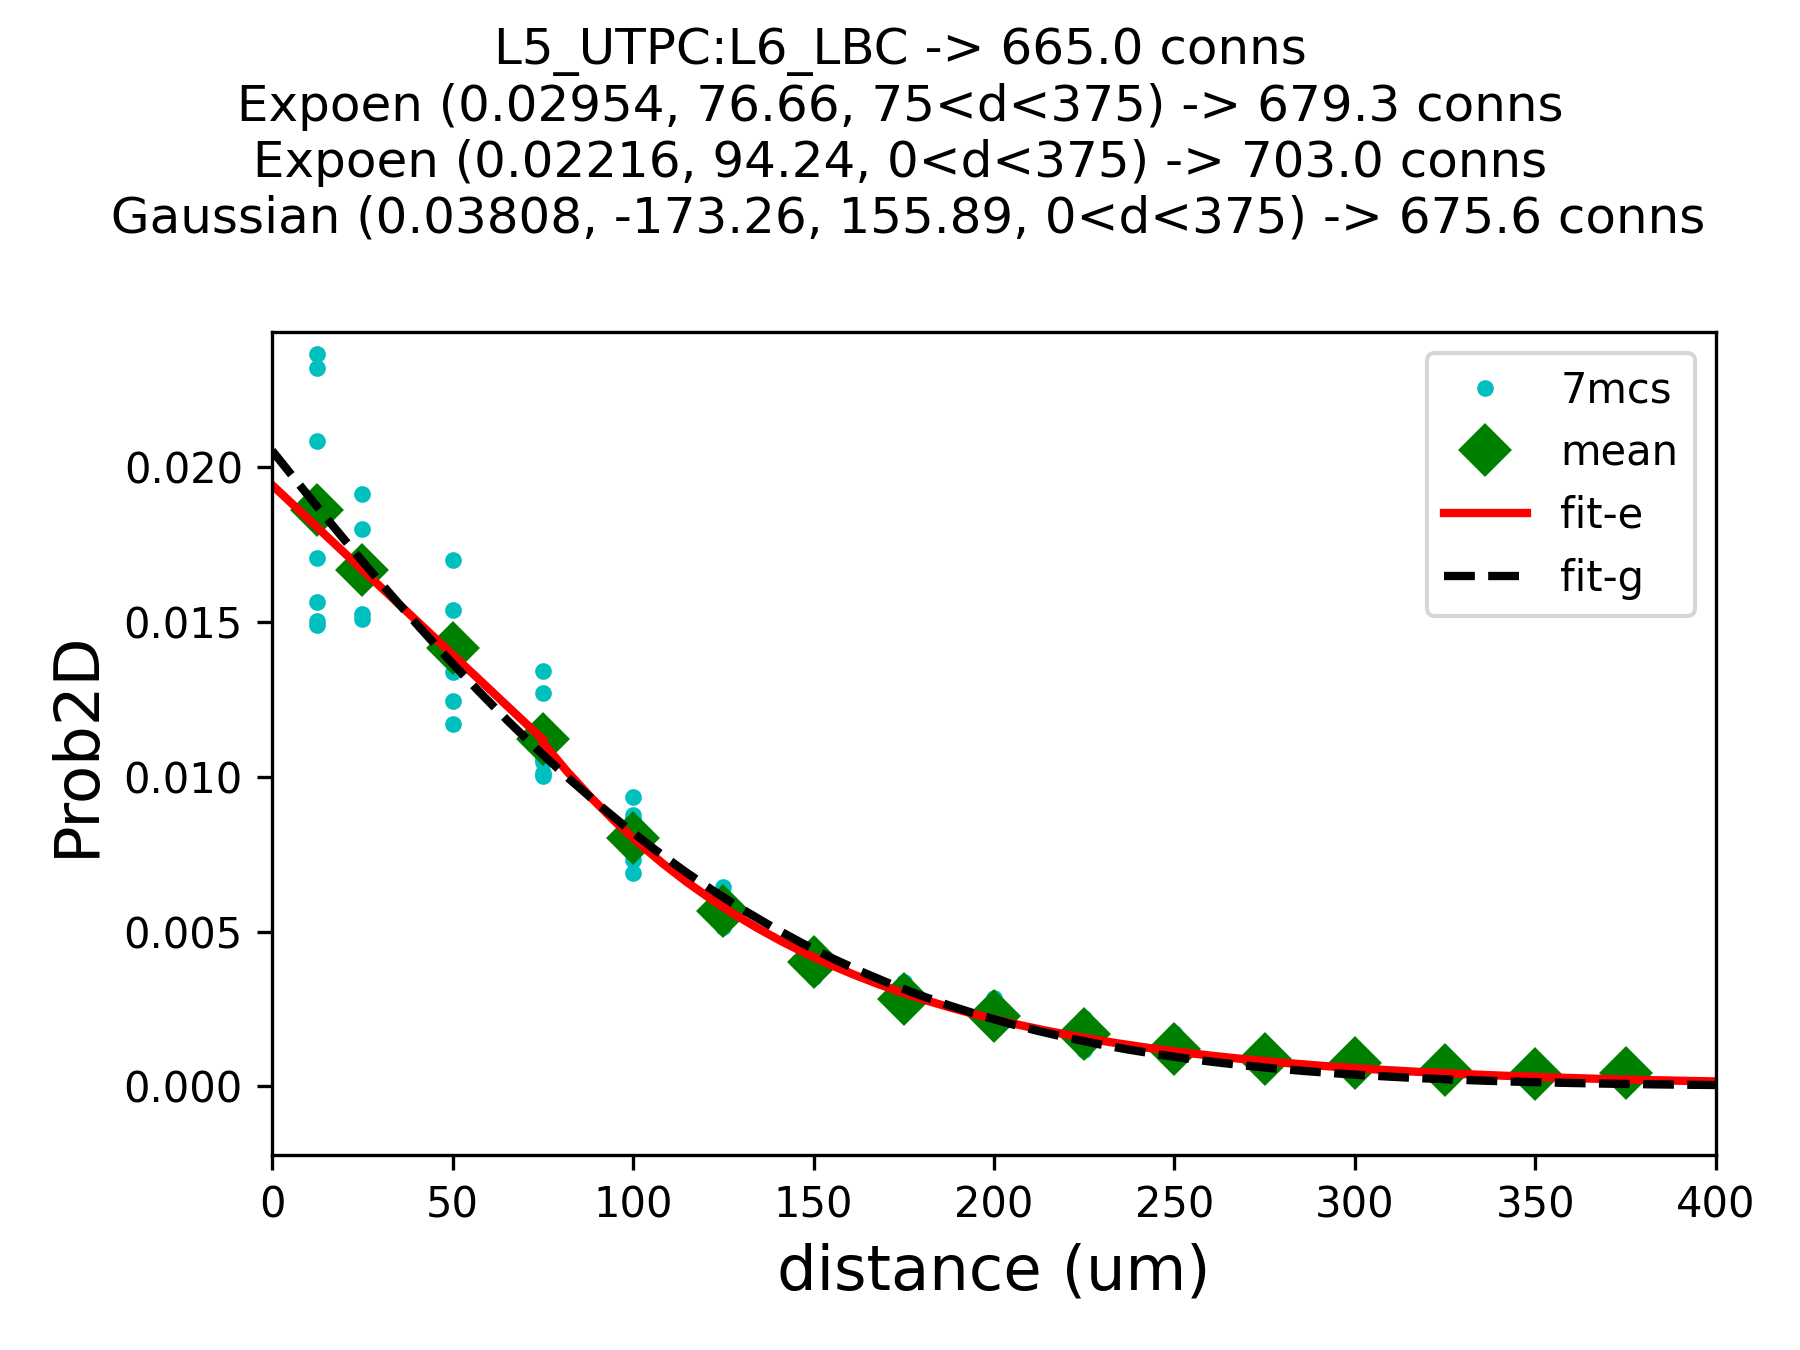 L5_UTPC:L6_LBC -> 665.0 conns
Expoen (0.02954, 76.66, 75<d<375) -> 679.3 conns
Expoen (0.02216, 94.24, 0<d<375) -> 703.0 conns
Gaussian (0.03808, -173.26, 155.89, 0<d<375) -> 675.6 conns
7mcs
mean
fit-e
fit-g
Prob2D
0.020
0.015
0.010
0.005
0.000
0 50 100 150 200 250 300 350 400
distance (um)